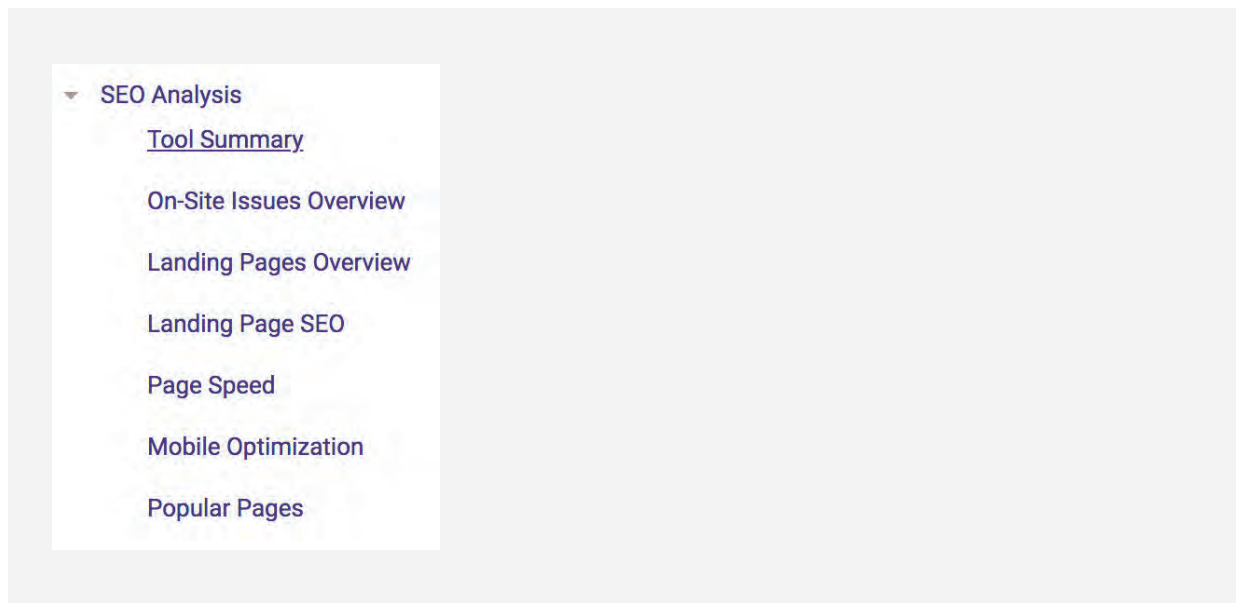 SEO Analysis
Tool Summary
On-Site Issues Overview
Landing Pages Overview
Landing Page SEO
Page Speed
Mobile Optimization
Popular Pages